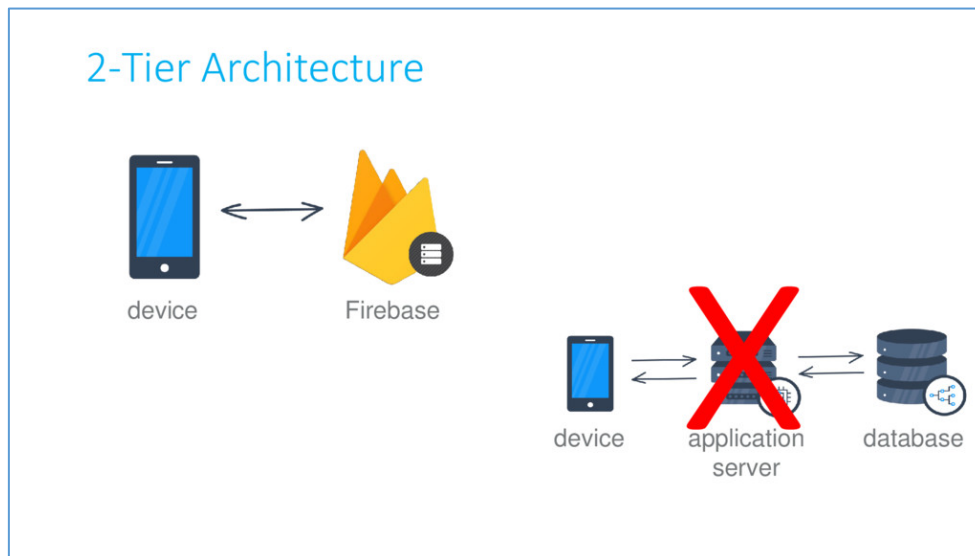 2-Tier Architecture
device
Firebase
device
application
server
database